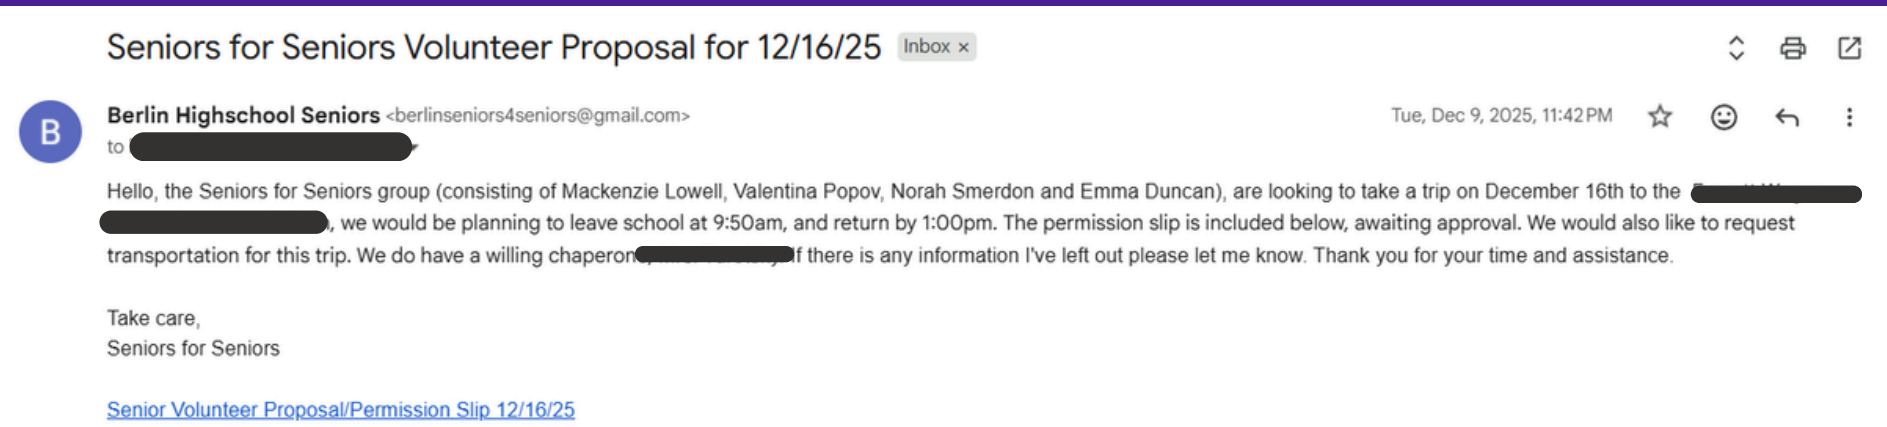 Seniors for Seniors Volunteer Proposal for 12/16/25 Inbox ×
B
Berlin Highschool Seniors <berlinseniors4seniors@gmail.com> Tue, Dec 9, 2025, 11:42 PM
to
Hello, the Seniors for Seniors group (consisting of Mackenzie Lowell, Valentina Popov, Norah Smerdon and Emma Duncan), are looking to take a trip on December 16th to the
, we would be planning to leave school at 9:50am, and return by 1:00pm. The permission slip is included below, awaiting approval. We would also like to request
transportation for this trip. We do have a willing chaperon If there is any information I've left out please let me know. Thank you for your time and assistance.
Take care,
Seniors for Seniors
Senior Volunteer Proposal/Permission Slip 12/16/25